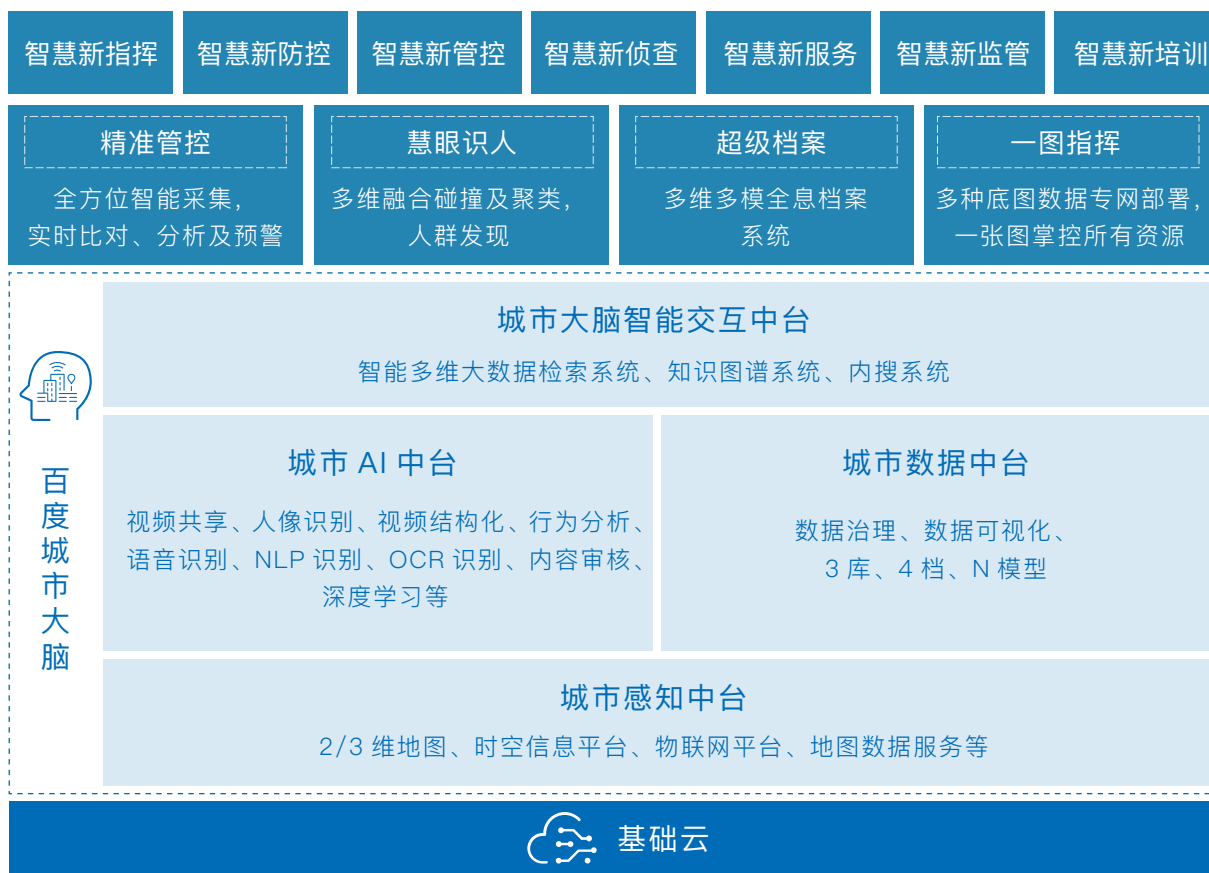 智慧新指挥
智慧新防控
智慧新管控
智慧新侦查
智慧新服务
智慧新监管
智慧新培训
精准管控
全方位智能采集，
实时比对、分析及预警
慧眼识人
多维融合碰撞及聚类，
人群发现
超级档案
多维多模全息档案
系统
一图指挥
多种底图数据专网部署，
一张图掌控所有资源
百度城市大脑
城市大脑智能交互中台
智能多维大数据检索系统、知识图谱系统、内搜系统
城市 AI 中台
视频共享、人像识别、视频结构化、行为分析、
语音识别、NLP 识别、OCR 识别、内容审核、
深度学习等
城市数据中台
数据治理、数据可视化、
3 库、4 档、N 模型
城市感知中台
2/3 维地图、时空信息平台、物联网平台、地图数据服务等
基础云